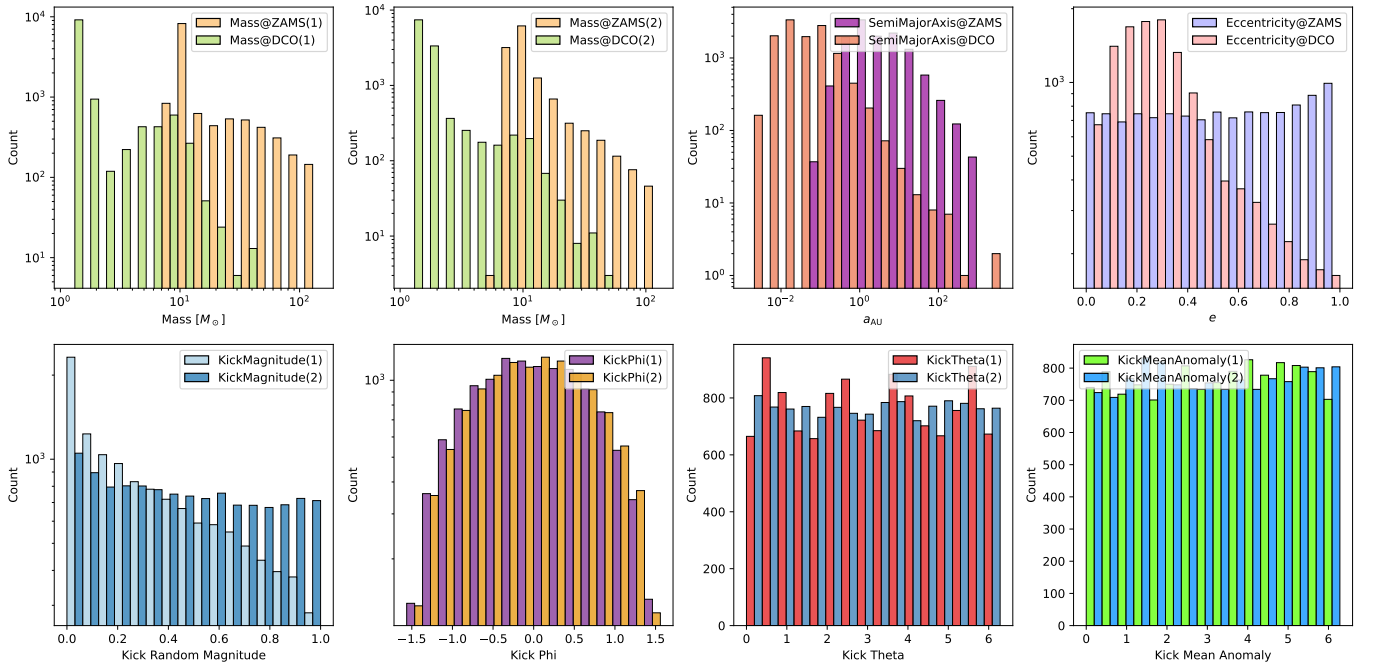 Mass@ZAMS(1)
Mass@DCO(1)
Count
10^4
10^3
10^2
10^1
10^0
10^1
10^2
Mass [M_⊙]
Mass@ZAMS(2)
Mass@DCO(2)
Count
10^4
10^3
10^2
10^1
10^0
10^1
10^2
Mass [M_⊙]
SemiMajorAxis@ZAMS
SemiMajorAxis@DCO
Count
10^3
10^2
10^1
10^0
10^−2
10^0
10^2
a_AU
Eccentricity@ZAMS
Eccentricity@DCO
Count
10^3
0.0 0.2 0.4 0.6 0.8 1.0
e
KickMagnitude(1)
KickMagnitude(2)
Count
10^3
0.0 0.2 0.4 0.6 0.8 1.0
Kick Random Magnitude
KickPhi(1)
KickPhi(2)
Count
10^3
−1.5 −1.0 −0.5 0.0 0.5 1.0 1.5
Kick Phi
KickTheta(1)
KickTheta(2)
Count
800
600
400
200
0
0 1 2 3 4 5 6
Kick Theta
KickMeanAnomaly(1)
KickMeanAnomaly(2)
Count
800
700
600
500
400
300
200
100
0
0 1 2 3 4 5 6
Kick Mean Anomaly